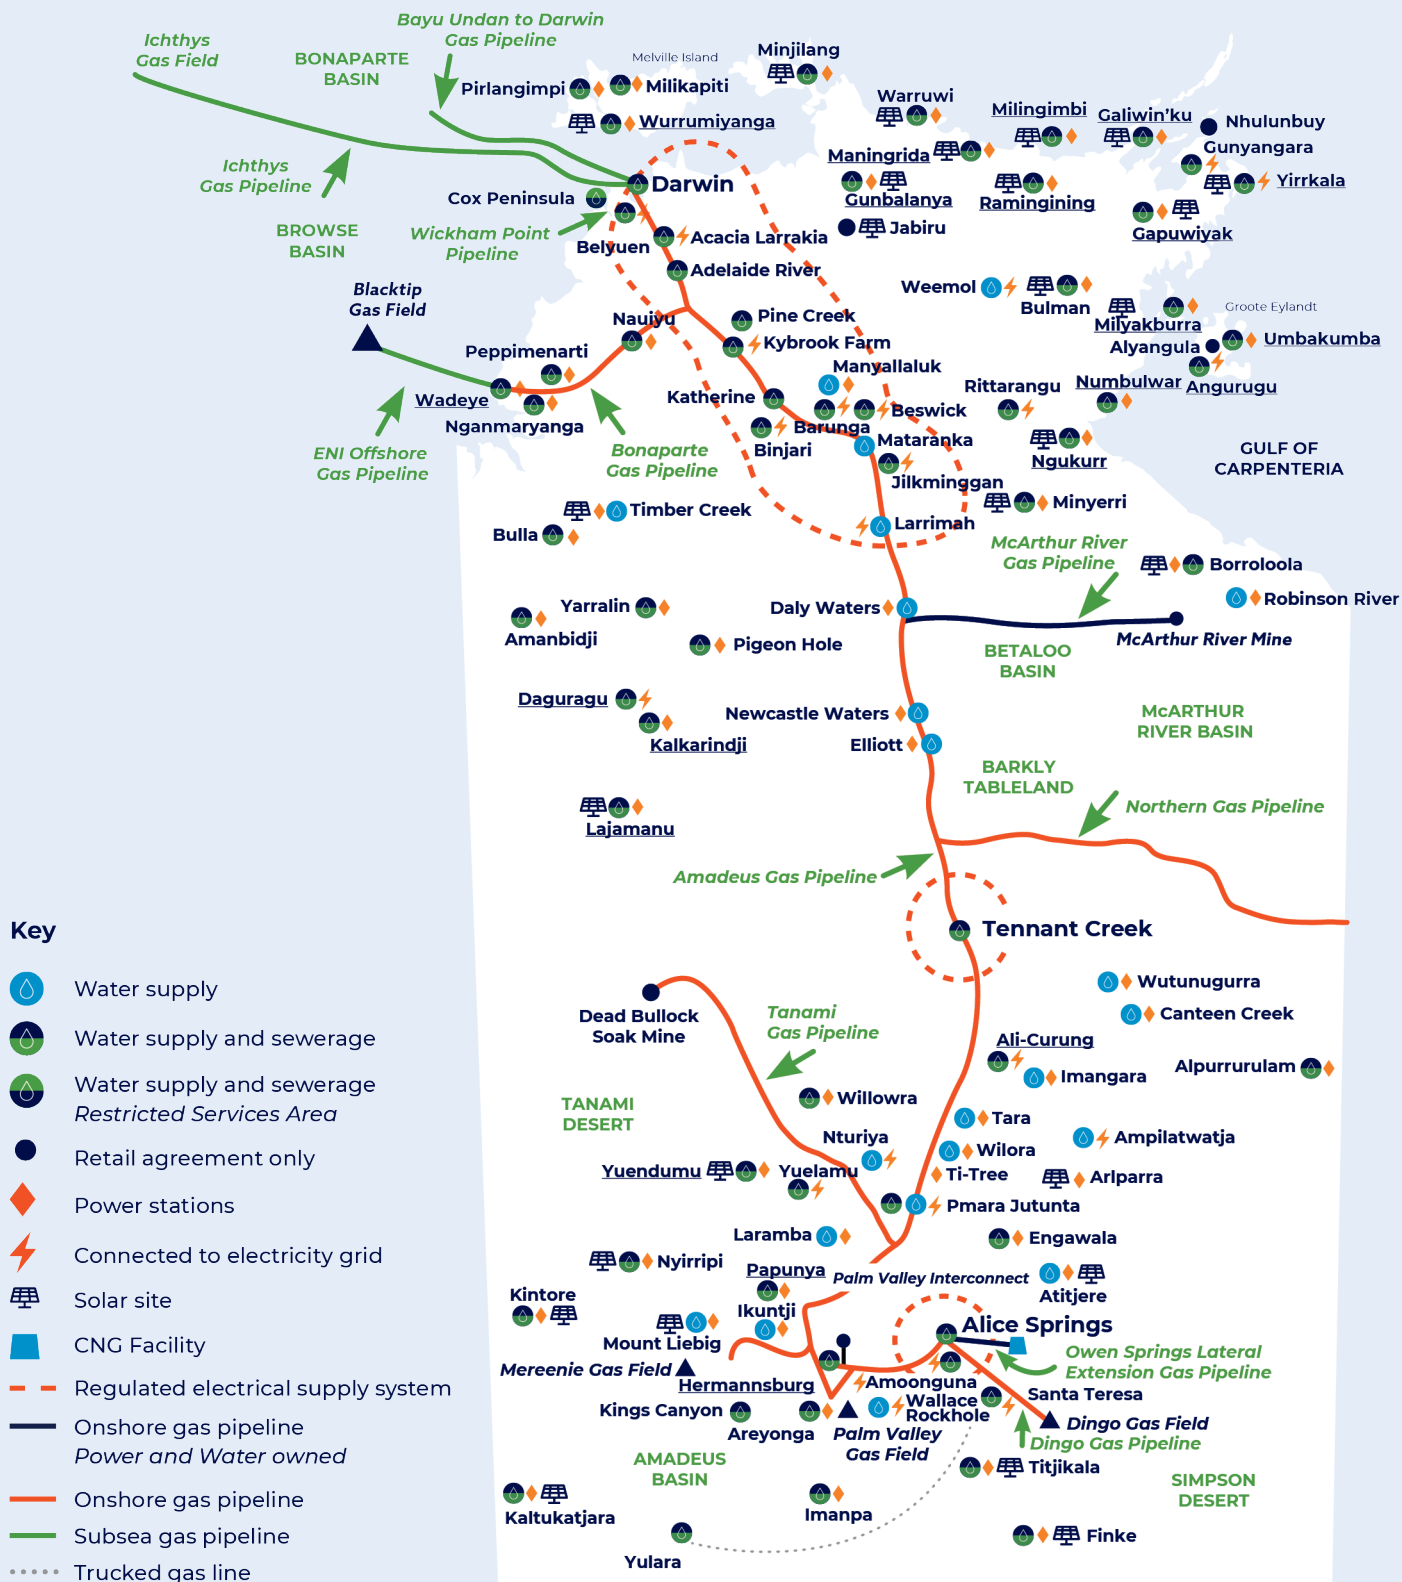 Bayu Undan to Darwin
Gas Pipeline
Ichthys
Gas Field
BONAPARTE
BASIN
Melville Island
Minjilang
Pirlangimpi
Milikapiti
Wurrumiyanga
Warruwi
Milingimbi
Galiwin’ku
Nhulunbuy
Gunyangara
Maningrida
Yirrkala
Ichthys
Gas Pipeline
Darwin
Cox Peninsula
Gunbalanya
Ramingining
Gapuwiyak
BROWSE
BASIN
Wickham Point
Pipeline
Belyuen
Acacia Larrakia
Jabiru
Adelaide River
Blacktip
Gas Field
Weemol
Bulman
Groote Eylandt
Milyakburra
Nauiyu
Pine Creek
Umbakumba
Alyangula
Kybrook Farm
Peppimenarti
Manyallaluk
Rittarangu
Numbulwar
Angurugu
Wadeye
Katherine
Beswick
Nganmaryanga
Barunga
Binjari
Mataranka
ENI Offshore
Gas Pipeline
Bonaparte
Gas Pipeline
Ngukurr
GULF OF
CARPENTERIA
Jilkminggan
Minyerri
Timber Creek
Larrimah
Bulla
McArthur River
Gas Pipeline
Borroloola
Robinson River
Yarralin
Daly Waters
Amanbidji
Pigeon Hole
McArthur River Mine
BETALOO
BASIN
Daguragu
Newcastle Waters
McARTHUR
RIVER BASIN
Kalkarindji
Elliott
BARKLY
TABLELAND
Northern Gas Pipeline
Lajamanu
Amadeus Gas Pipeline
Tennant Creek
Key
Water supply
Water supply and sewerage
Water supply and sewerage
Restricted Services Area
Retail agreement only
Power stations
Connected to electricity grid
Solar site
CNG Facility
Regulated electrical supply system
Onshore gas pipeline
Power and Water owned
Onshore gas pipeline
Subsea gas pipeline
Trucked gas line
Wutunugurra
Dead Bullock
Soak Mine
Tanami
Gas Pipeline
Canteen Creek
Ali-Curung
Alpurrurulam
Imangara
TANAMI
DESERT
Willowra
Tara
Nturiya
Ampilatwatja
Wilora
Yuendumu
Yuelamu
Ti-Tree
Arlparra
Pmara Jutunta
Laramba
Engawala
Nyirripi
Papunya
Palm Valley Interconnect
Kintore
Atitjere
Ikuntji
Mount Liebig
Alice Springs
Mereenie Gas Field
Owen Springs Lateral
Extension Gas Pipeline
Hermannsburg
Amoonguna
Santa Teresa
Kings Canyon
Wallace
Rockhole
Dingo Gas Field
Areyonga
Palm Valley
Gas Field
Dingo Gas Pipeline
AMADEUS
BASIN
Titjikala
SIMPSON
DESERT
Kaltukatjara
Imanpa
Finke
Yulara